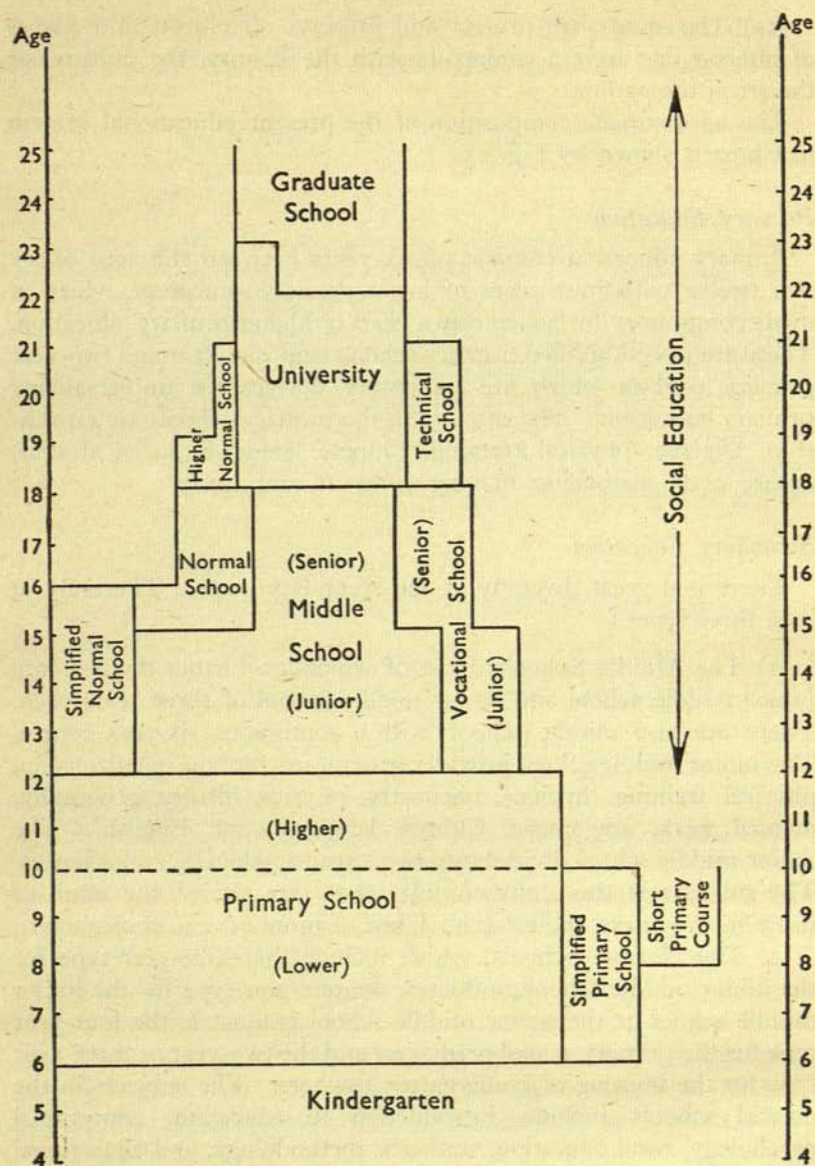 Age
Age
25
24
23
22
21
20
19
18
17
16
15
14
13
12
11
10
9
8
7
6
5
4
25
24
23
22
21
20
19
18
17
16
15
14
13
12
11
10
9
8
7
6
5
4
Graduate
School
University
Higher
Normal School
Technical
School
Social Education
Normal
School
(Senior)
Middle
School
(Junior)
Simplified
Normal
School
(Senior)
Vocational School
(Junior)
(Higher)
Primary School
(Lower)
Simplified
Primary
School
Short
Primary
Course
Kindergarten